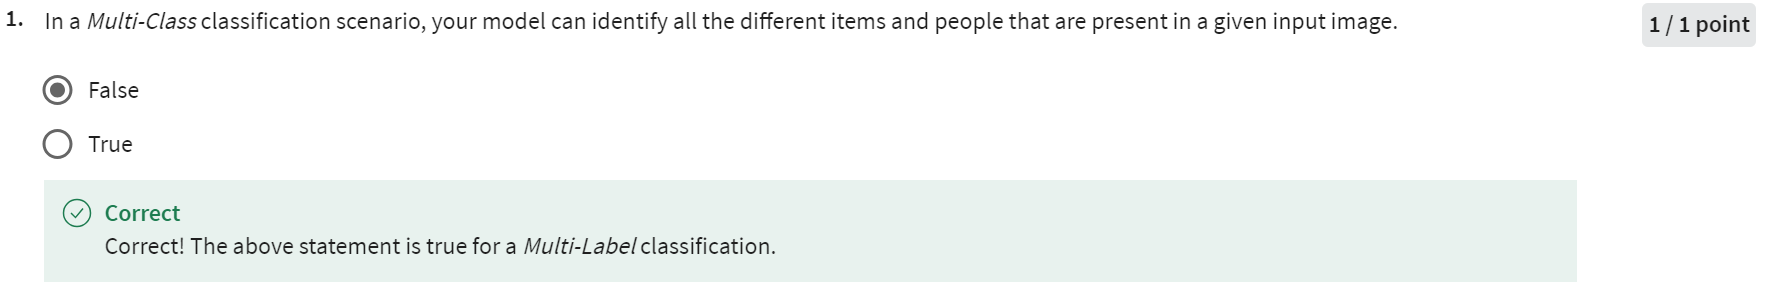 1. In a Multi-Class classification scenario, your model can identify all the different items and people that are present in a given input image.
1 / 1 point
False
True
Correct
Correct! The above statement is true for a Multi-Label classification.